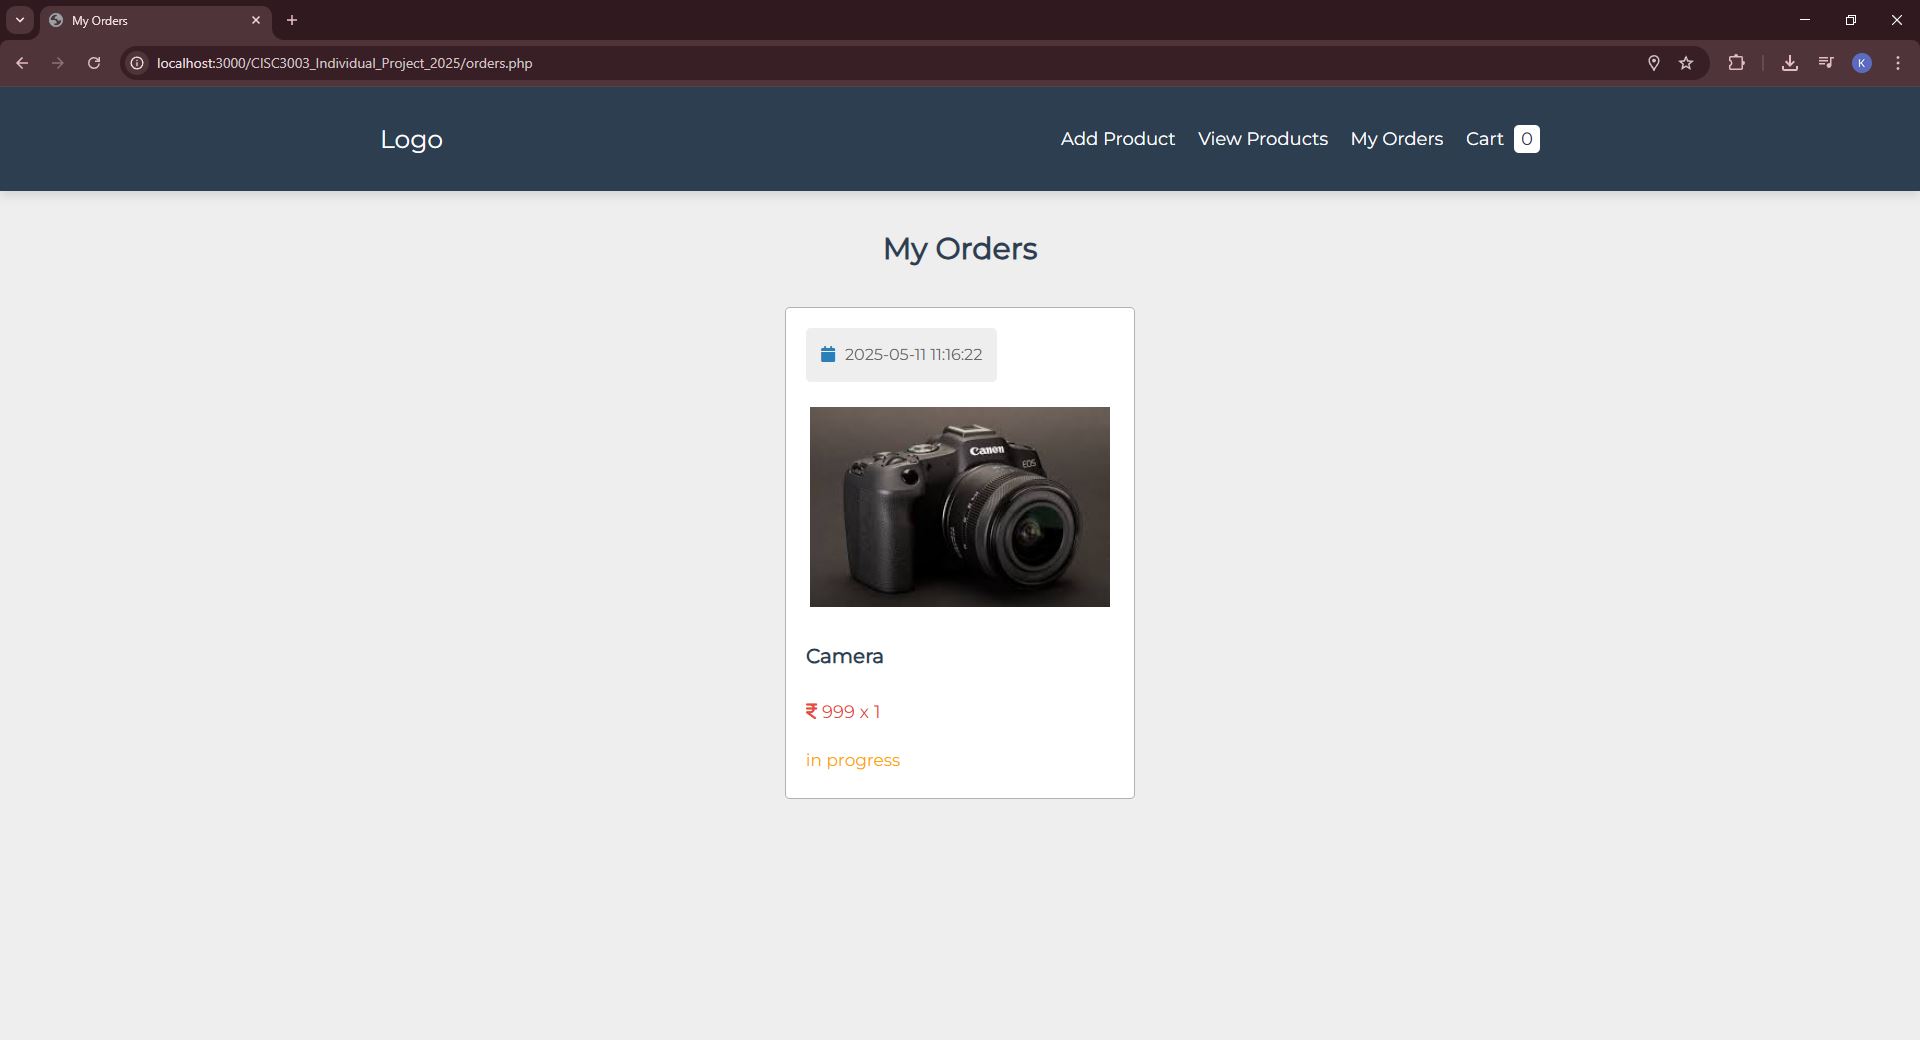 My Orders
localhost:3000/CISC3003_Individual_Project_2025/orders.php
K
Logo
Add Product
View Products
My Orders
Cart 0
My Orders
2025-05-11 11:16:22
Canon
EOS
Camera
₹ 999 x 1
in progress